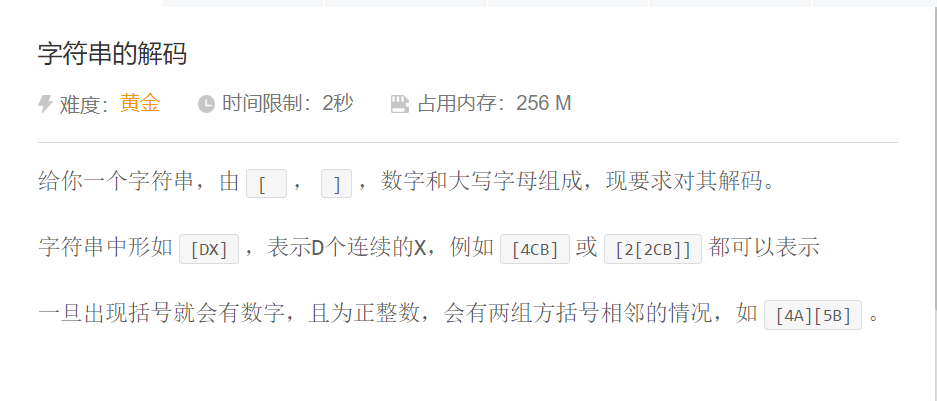 字符串的解码
难度：黄金 时间限制：2秒 占用内存：256 M
给你一个字符串，由 [ ， ] ，数字和大写字母组成，现要求对其解码。
字符串中形如 [DX] ，表示D个连续的X，例如 [4CB] 或 [2[2CB]] 都可以表示
一旦出现括号就会有数字，且为正整数，会有两组方括号相邻的情况，如 [4A][5B] 。